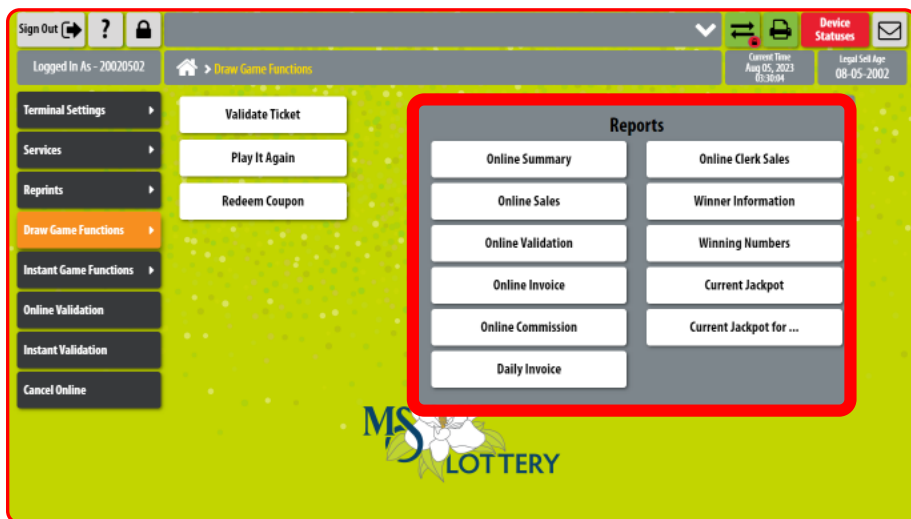 Sign Out
?
Device
Statuses
Logged In As - 20020502
> Draw Game Functions
Current Time
Aug 05, 2023
03:30:04
Legal Sell Age
08-05-2002
Terminal Settings
Services
Reprints
Draw Game Functions
Instant Game Functions
Online Validation
Instant Validation
Cancel Online
Validate Ticket
Play It Again
Redeem Coupon
Reports
Online Summary
Online Clerk Sales
Online Sales
Winner Information
Online Validation
Winning Numbers
Online Invoice
Current Jackpot
Online Commission
Current Jackpot for ...
Daily Invoice
MS
LOTTERY